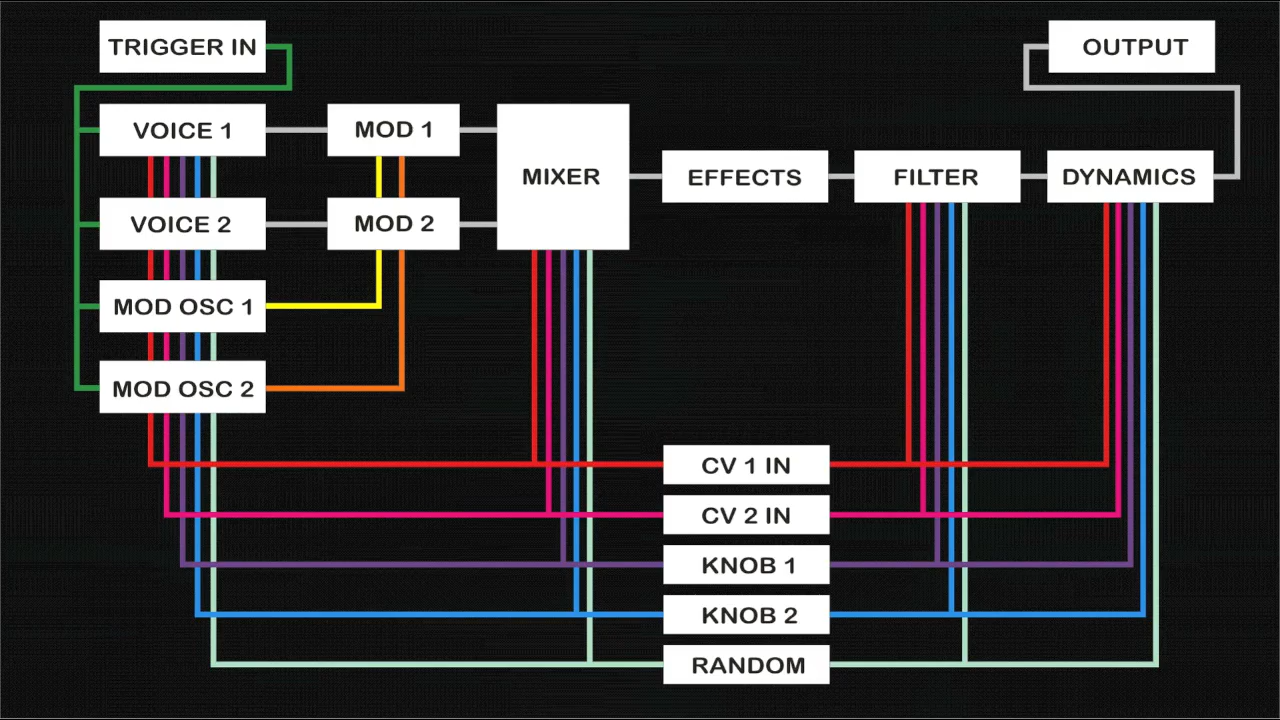 TRIGGER IN
OUTPUT
VOICE 1
MOD 1
MIXER
EFFECTS
FILTER
DYNAMICS
VOICE 2
MOD 2
MOD OSC 1
MOD OSC 2
CV 1 IN
CV 2 IN
KNOB 1
KNOB 2
RANDOM